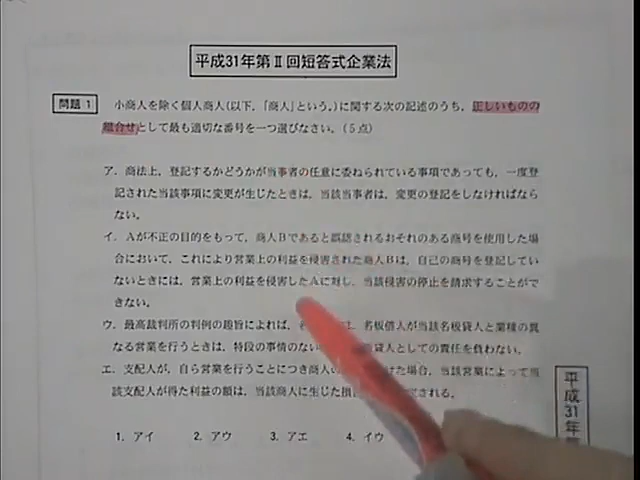 平成31年第Ⅱ回短答式企業法
問題 1 小商人を除く個人商人(以下,「商人」という。)に関する次の記述のうち,正しいものの
組合せとして最も適切な番号を一つ選びなさい。(5点)
ア.商法上,登記するかどうかが当事者の任意に委ねられている事項であっても,一度登
記された当該事項に変更が生じたときは,当該当事者は,変更の登記をしなければなら
ない。
イ.Aが不正の目的をもって,商人Bであると誤認されるおそれのある商号を使用した場
合において,これにより営業上の利益を侵害された商人Bは,自己の商号を登記してい
ないときには,営業上の利益を侵害したAに対し,当該侵害の停止を請求することがで
きない。
ウ.最高裁判所の判例の趣旨によれば,は,名板借人が当該名板貸人と業種の異
なる営業を行うときは,特段の事情のない貸人としての責任を負わない。
エ.支配人が,自ら営業を行うことにつき商人けた場合,当該営業によって当
該支配人が得た利益の額は,当該商人に生じた損定される。
1.アイ 2.アウ 3.アエ 4.イウ
平成31年